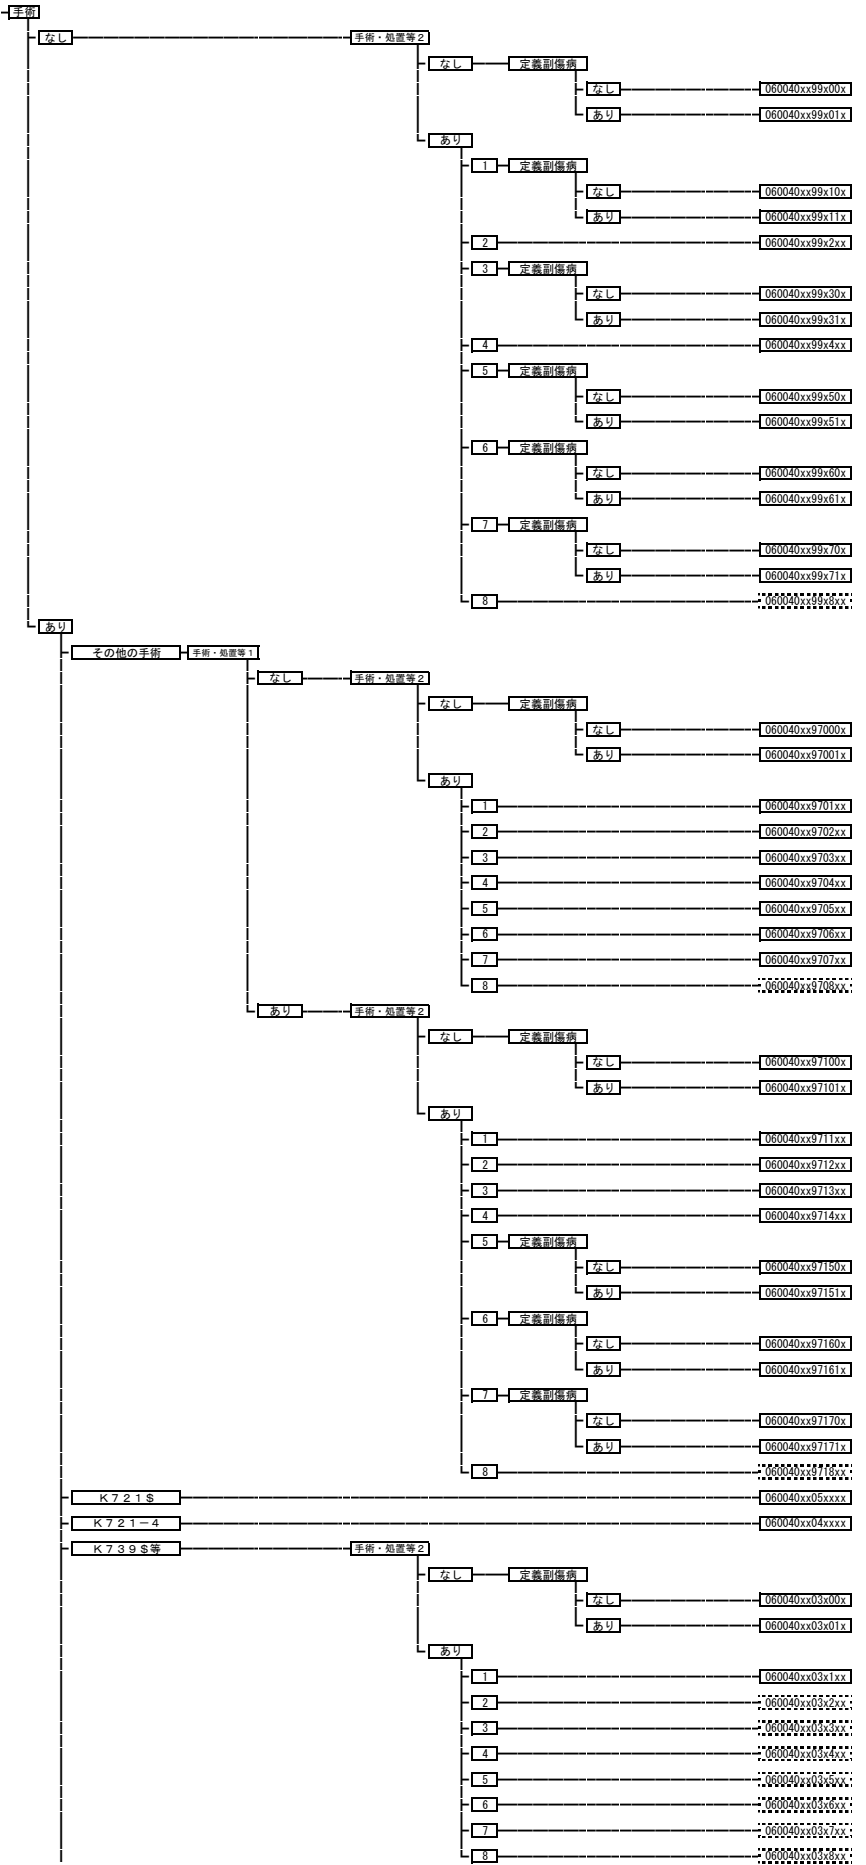 手術
なし 手術・処置等2
なし 定義副傷病
なし 060040xx99x00x
あり 060040xx99x01x
あり
1 定義副傷病
なし 060040xx99x10x
あり 060040xx99x11x
2 060040xx99x2xx
3 定義副傷病
なし 060040xx99x30x
あり 060040xx99x31x
4 060040xx99x4xx
5 定義副傷病
なし 060040xx99x50x
あり 060040xx99x51x
6 定義副傷病
なし 060040xx99x60x
あり 060040xx99x61x
7 定義副傷病
なし 060040xx99x70x
あり 060040xx99x71x
8 060040xx99x8xx
あり
その他の手術 手術・処置等1
なし 手術・処置等2
なし 定義副傷病
なし 060040xx97000x
あり 060040xx97001x
あり
1 060040xx9701xx
2 060040xx9702xx
3 060040xx9703xx
4 060040xx9704xx
5 060040xx9705xx
6 060040xx9706xx
7 060040xx9707xx
8 060040xx9708xx
あり 手術・処置等2
なし 定義副傷病
なし 060040xx97100x
あり 060040xx97101x
あり
1 060040xx9711xx
2 060040xx9712xx
3 060040xx9713xx
4 060040xx9714xx
5 定義副傷病
なし 060040xx97150x
あり 060040xx97151x
6 定義副傷病
なし 060040xx97160x
あり 060040xx97161x
7 定義副傷病
なし 060040xx97170x
あり 060040xx97171x
8 060040xx9718xx
K721$ 060040xx05xxxx
K721-4 060040xx04xxxx
K739$等 手術・処置等2
なし 定義副傷病
なし 060040xx03x00x
あり 060040xx03x01x
あり
1 060040xx03x1xx
2 060040xx03x2xx
3 060040xx03x3xx
4 060040xx03x4xx
5 060040xx03x5xx
6 060040xx03x6xx
7 060040xx03x7xx
8 060040xx03x8xx